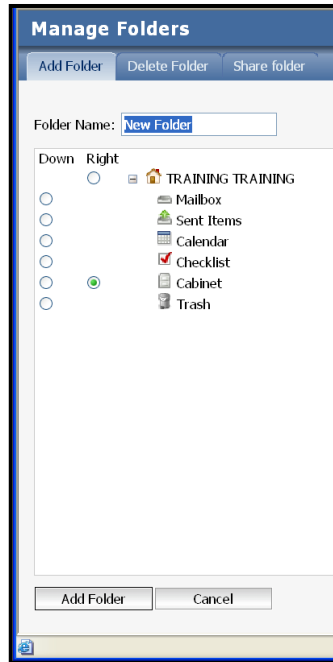 Manage Folders
Add Folder Delete Folder Share folder
Folder Name: New Folder
Down Right
TRAINING TRAINING
Mailbox
Sent Items
Calendar
Checklist
Cabinet
Trash
Add Folder Cancel